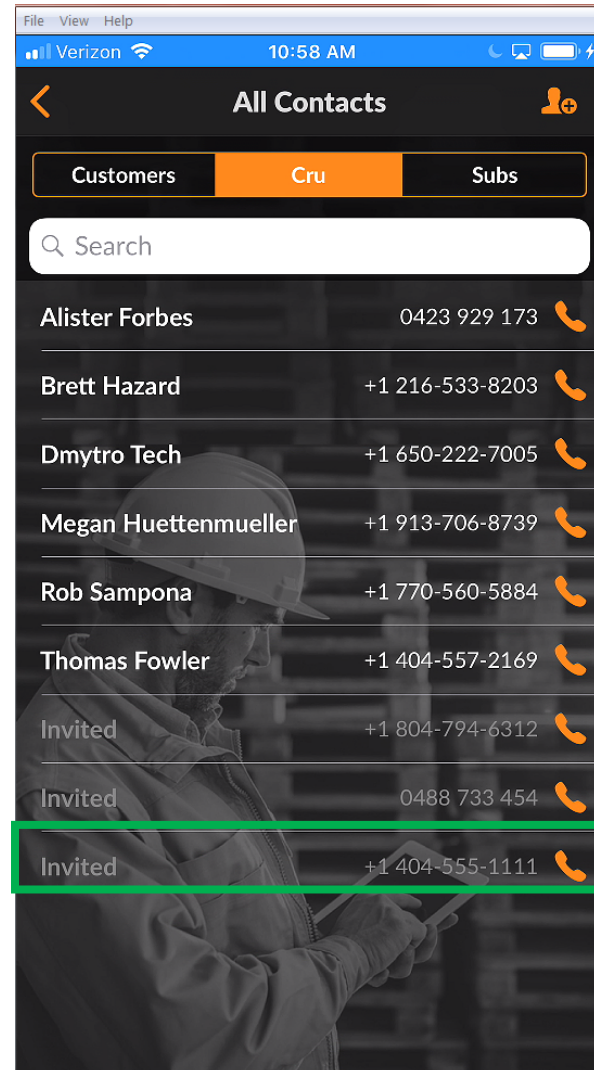 File View Help
Verizon 10:58 AM
All Contacts
Customers Cru Subs
Search
Alister Forbes 0423 929 173
Brett Hazard +1 216-533-8203
Dmytro Tech +1 650-222-7005
Megan Huettenmueller +1 913-706-8739
Rob Sampona +1 770-560-5884
Thomas Fowler +1 404-557-2169
Invited +1 804-794-6312
Invited 0488 733 454
Invited +1 404-555-1111